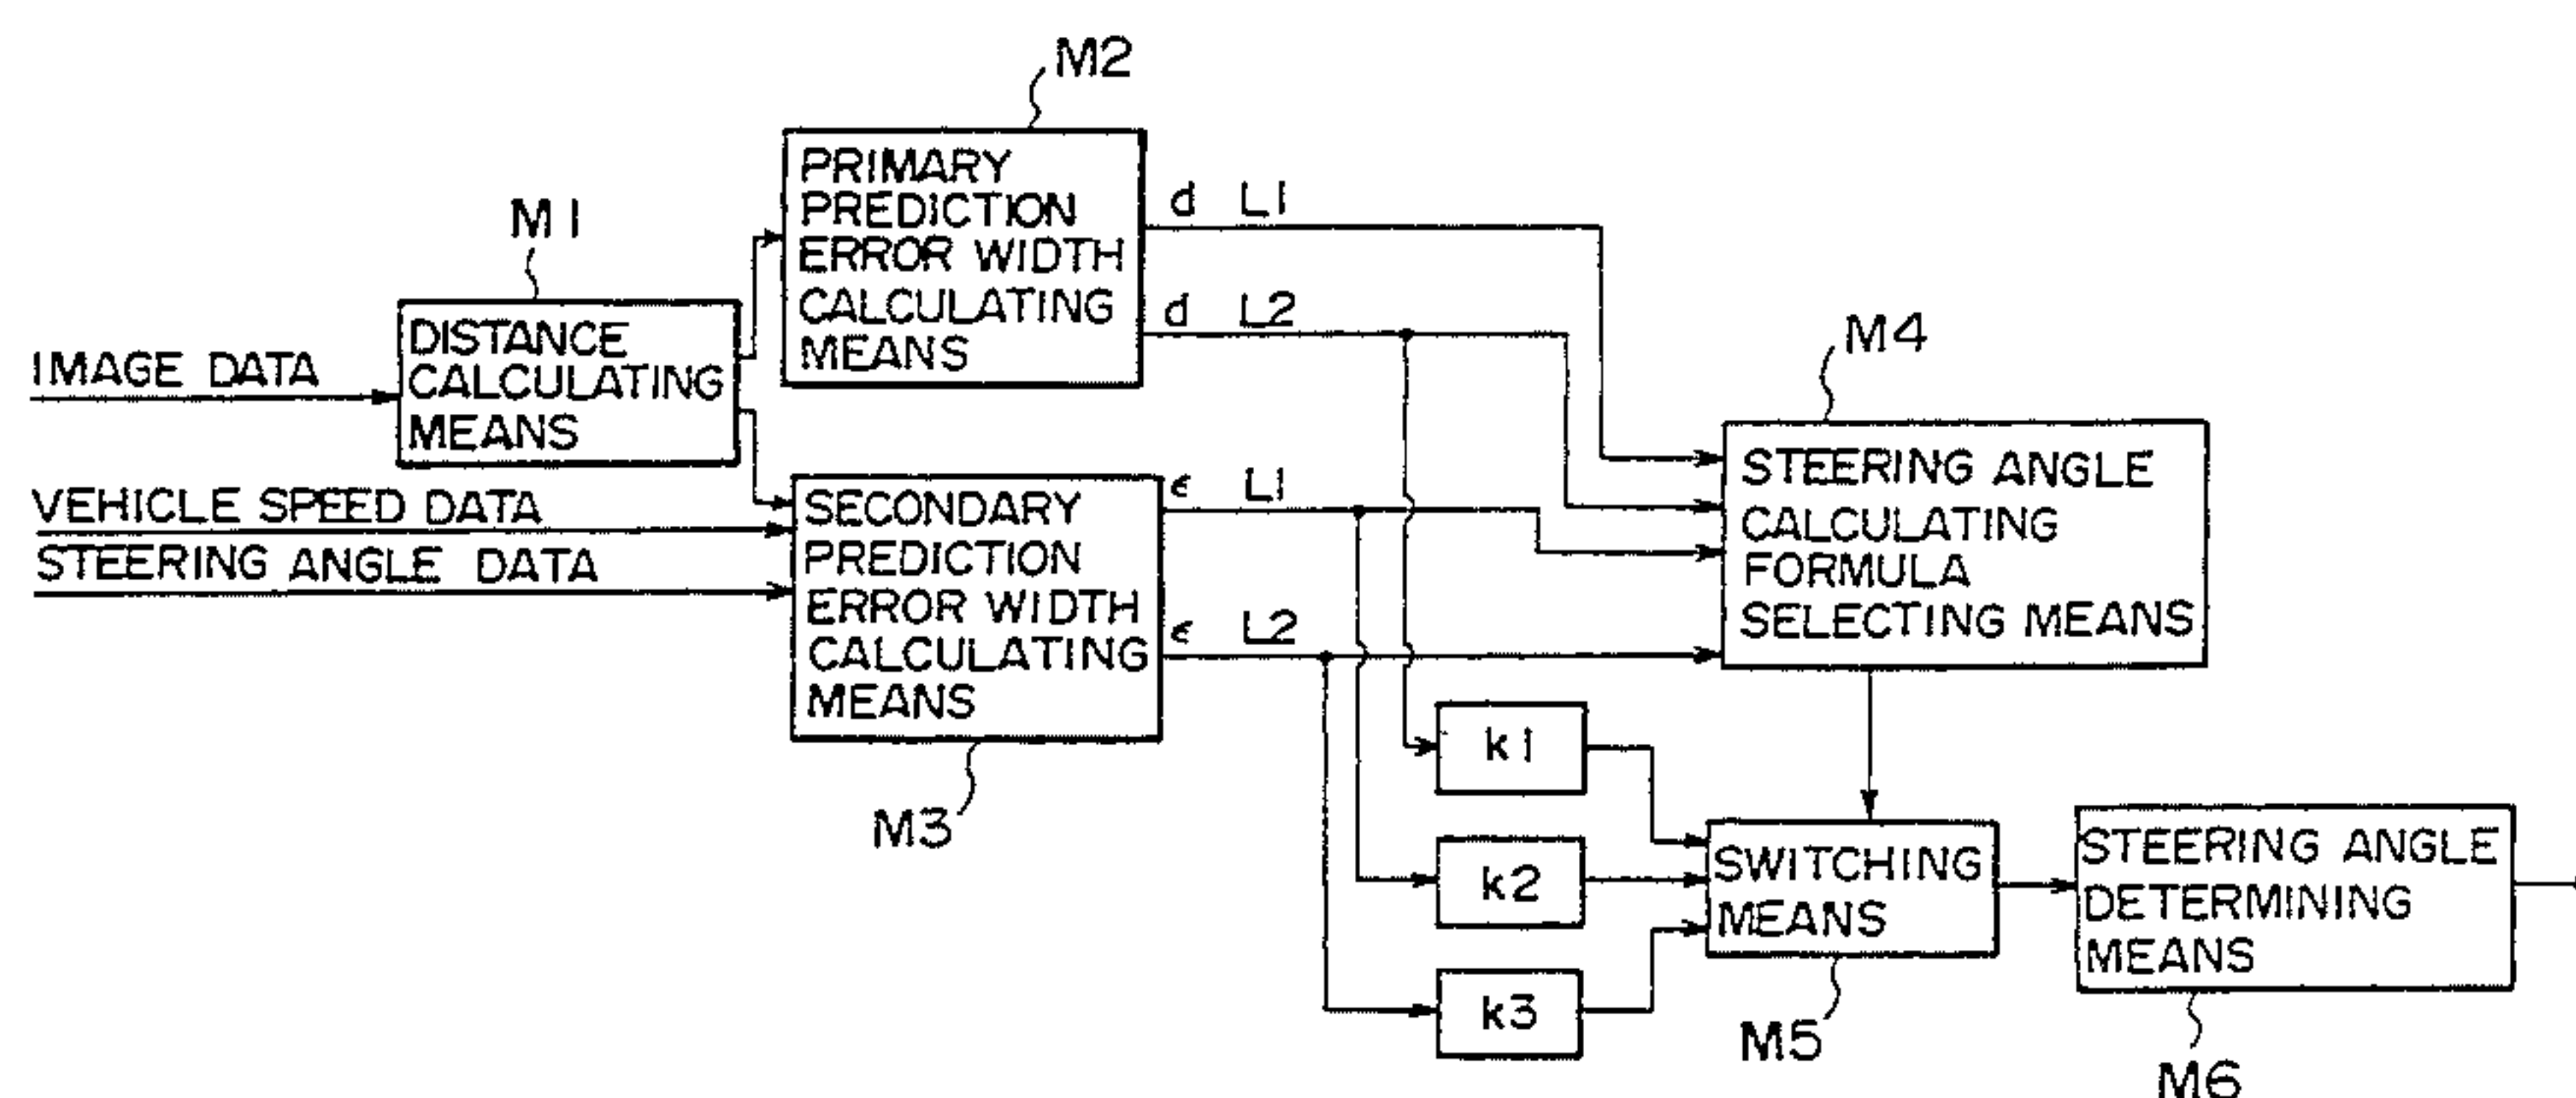 M2
PRIMARY
PREDICTION
ERROR WIDTH
CALCULATING
MEANS
d L1
d L2
M1
DISTANCE
CALCULATING
MEANS
IMAGE DATA
VEHICLE SPEED DATA
STEERING ANGLE DATA
SECONDARY
PREDICTION
ERROR WIDTH
CALCULATING
MEANS
M3
ϵ L1
ϵ L2
M4
STEERING ANGLE
CALCULATING
FORMULA
SELECTING MEANS
k1
k2
k3
SWITCHING
MEANS
M5
STEERING ANGLE
DETERMINING
MEANS
M6